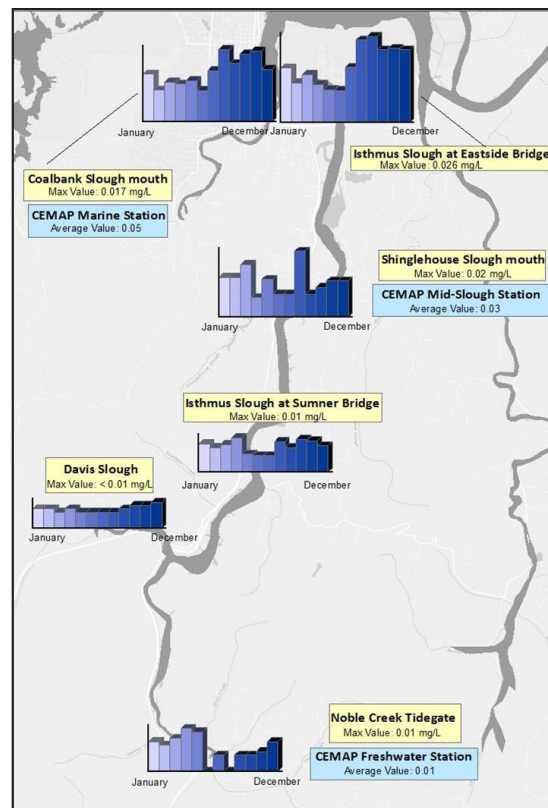 January
December
January
December
Isthmus Slough at Eastside Bridge
Max Value: 0.026 mg/L
Coalbank Slough mouth
Max Value: 0.017 mg/L
CEMAP Marine Station
Average Value: 0.05
Shinglehouse Slough mouth
Max Value: 0.02 mg/L
CEMAP Mid-Slough Station
Average Value: 0.03
January
December
Isthmus Slough at Sumner Bridge
Max Value: 0.01 mg/L
January
December
Davis Slough
Max Value: < 0.01 mg/L
January
December
Noble Creek Tidegate
Max Value: 0.01 mg/L
CEMAP Freshwater Station
Average Value: 0.01
January
December